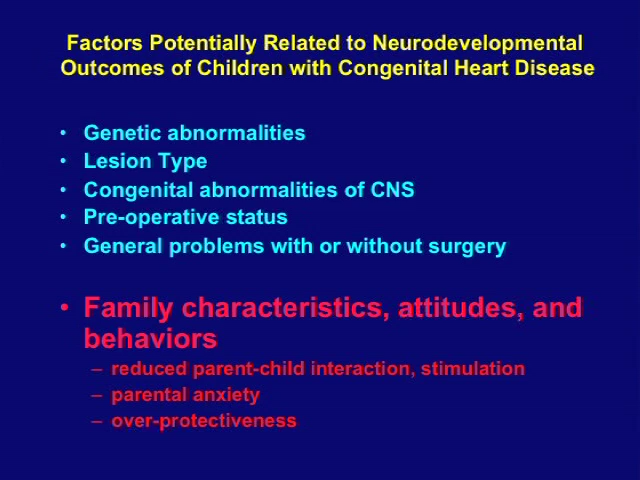 Factors Potentially Related to Neurodevelopmental
Outcomes of Children with Congenital Heart Disease
• Genetic abnormalities
• Lesion Type
• Congenital abnormalities of CNS
• Pre-operative status
• General problems with or without surgery
• Family characteristics, attitudes, and
behaviors
– reduced parent-child interaction, stimulation
– parental anxiety
– over-protectiveness